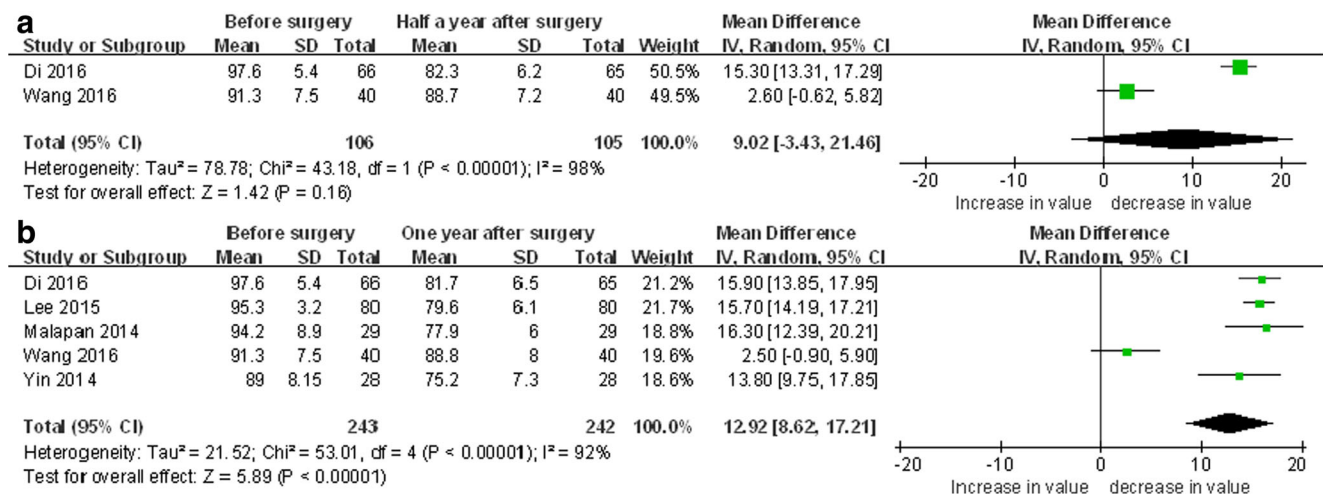 a
Before surgery Half a year after surgery Mean Difference Mean Difference
Study or Subgroup Mean SD Total Mean SD Total Weight IV, Random, 95% CI IV, Random, 95% CI
Di 2016 97.6 5.4 66 82.3 6.2 65 50.5% 15.30 [13.31, 17.29]
Wang 2016 91.3 7.5 40 88.7 7.2 40 49.5% 2.60 [-0.62, 5.82]
Total (95% CI) 106 105 100.0% 9.02 [-3.43, 21.46]
Heterogeneity: Tau² = 78.78; Chi² = 43.18, df = 1 (P < 0.00001); I² = 98%
Test for overall effect: Z = 1.42 (P = 0.16)
-20 -10 0 10 20
Increase in value decrease in value
b
Before surgery One year after surgery Mean Difference Mean Difference
Study or Subgroup Mean SD Total Mean SD Total Weight IV, Random, 95% CI IV, Random, 95% CI
Di 2016 97.6 5.4 66 81.7 6.5 65 21.2% 15.90 [13.85, 17.95]
Lee 2015 95.3 3.2 80 79.6 6.1 80 21.7% 15.70 [14.19, 17.21]
Malapan 2014 94.2 8.9 29 77.9 6 29 18.8% 16.30 [12.39, 20.21]
Wang 2016 91.3 7.5 40 88.8 8 40 19.6% 2.50 [-0.90, 5.90]
Yin 2014 89 8.15 28 75.2 7.3 28 18.6% 13.80 [9.75, 17.85]
Total (95% CI) 243 242 100.0% 12.92 [8.62, 17.21]
Heterogeneity: Tau² = 21.52; Chi² = 53.01, df = 4 (P < 0.00001); I² = 92%
Test for overall effect: Z = 5.89 (P < 0.00001)
-20 -10 0 10 20
Increase in value decrease in value